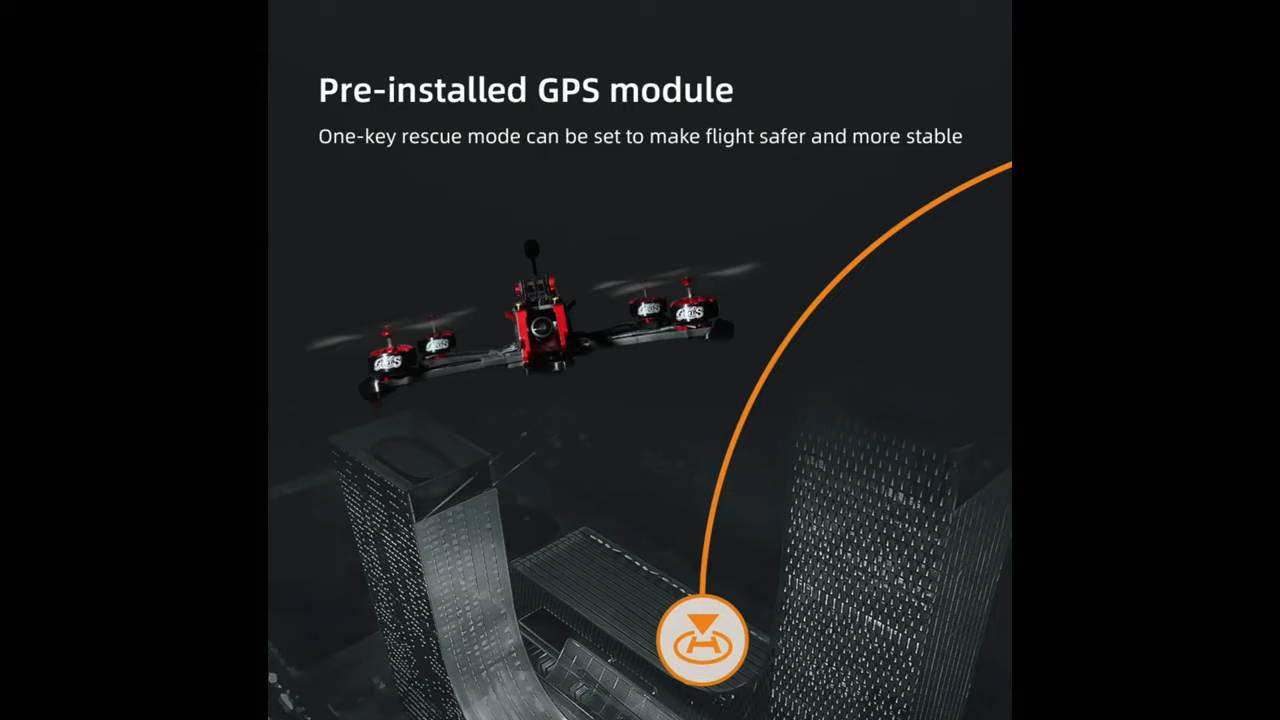 Pre-installed GPS module
One-key rescue mode can be set to make flight safer and more stable